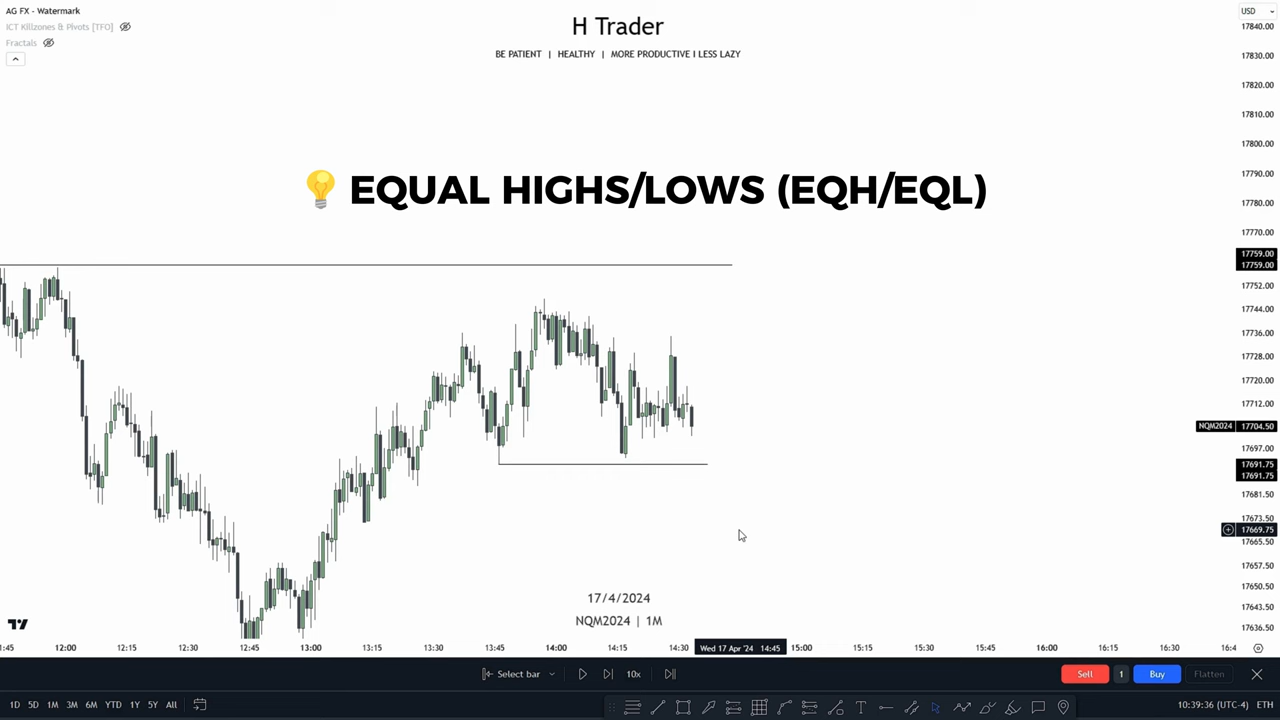 AG FX - Watermark
ICT Killzones & Pivots [TFO]
Fractals
H Trader
BE PATIENT | HEALTHY | MORE PRODUCTIVE I LESS LAZY
USD
💡 EQUAL HIGHS/LOWS (EQH/EQL)
17840.00
17830.00
17820.00
17810.00
17800.00
17790.00
17780.00
17770.00
17759.00
17759.00
17752.00
17744.00
17736.00
17728.00
17720.00
17712.00
NQM2024 17704.50
17697.00
17691.75
17691.75
17681.50
17673.50
17669.75
17665.50
17657.50
17650.50
17643.50
17636.50
17/4/2024
NQM2024 | 1M
:45 12:00 12:15 12:30 12:45 13:00 13:15 13:30 13:45 14:00 14:15 14:30 Wed 17 Apr '24 14:45 15:00 15:15 15:30 15:45 16:00 16:15 16:30 16:4
Select bar 10x Sell 1 Buy Flatten
1D 5D 1M 3M 6M YTD 1Y 5Y All 10:39:36 (UTC-4) ETH